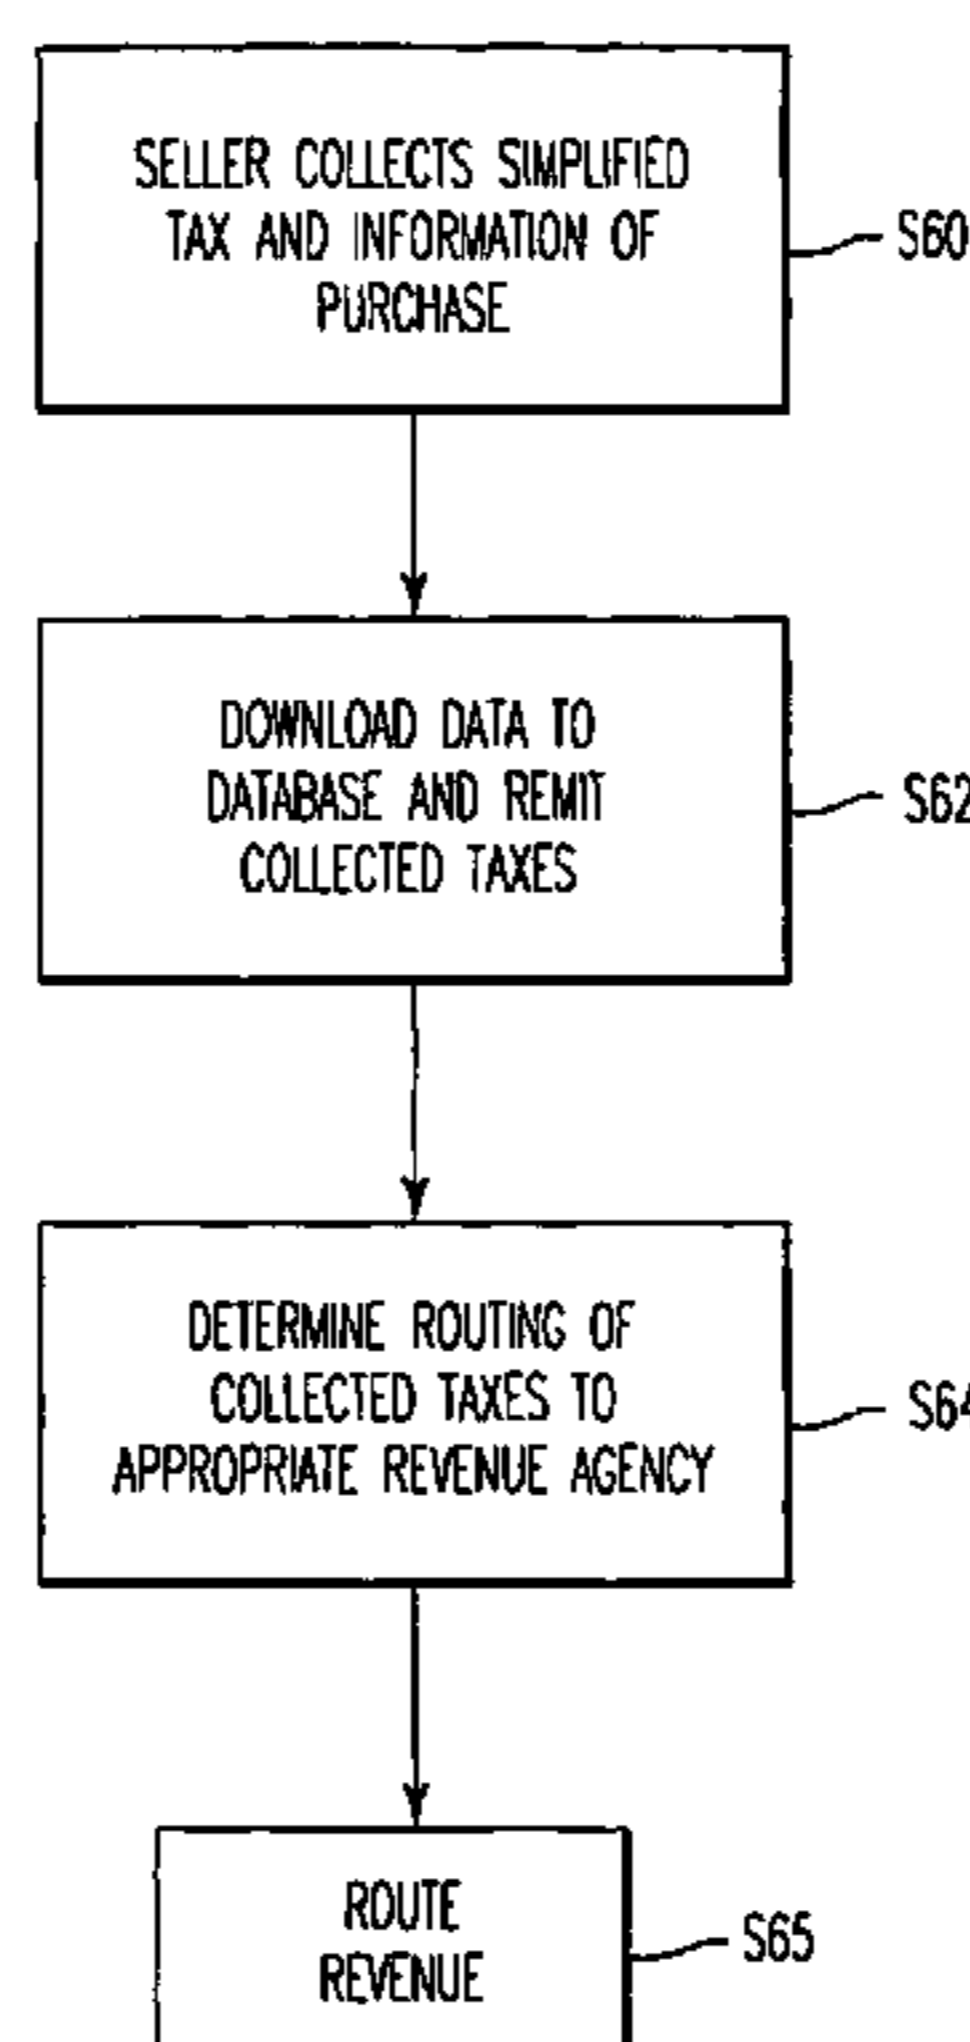 SELLER COLLECTS SIMPLIFIED
TAX AND INFORMATION OF
PURCHASE
S60
DOWNLOAD DATA TO
DATABASE AND REMIT
COLLECTED TAXES
S62
DETERMINE ROUTING OF
COLLECTED TAXES TO
APPROPRIATE REVENUE AGENCY
S64
ROUTE
REVENUE
S65